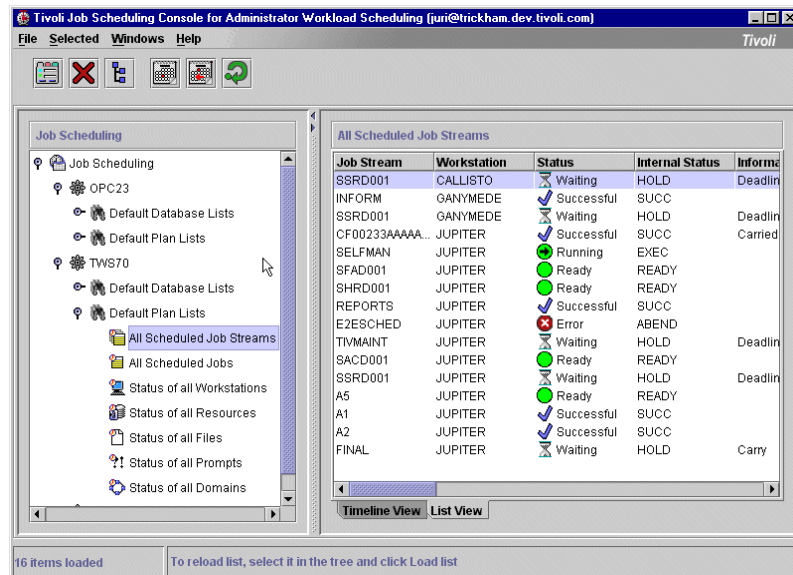 Tivoli Job Scheduling Console for Administrator Workload Scheduling (juri@trickham.dev.tivoli.com)
File Selected Windows Help
Tivoli
Job Scheduling
Job Scheduling
OPC23
Default Database Lists
Default Plan Lists
TWS70
Default Database Lists
Default Plan Lists
All Scheduled Job Streams
All Scheduled Jobs
Status of all Workstations
Status of all Resources
Status of all Files
Status of all Prompts
Status of all Domains
All Scheduled Job Streams
Job Stream Workstation Status Internal Status Informa
SSRD001 CALLISTO Waiting HOLD Deadlin
INFORM GANYMEDE Successful SUCC
SSRD001 GANYMEDE Waiting HOLD Deadlin
CF00233AAAAA... JUPITER Successful SUCC Carried
SELFMAN JUPITER Running EXEC
SFAD001 JUPITER Ready READY
SHRD001 JUPITER Ready READY
REPORTS JUPITER Successful SUCC
E2ESCHED JUPITER Error ABEND
TIVMAINT JUPITER Waiting HOLD Deadlin
SACD001 JUPITER Ready READY
SSRD001 JUPITER Waiting HOLD Deadlin
A5 JUPITER Ready READY
A1 JUPITER Successful SUCC
A2 JUPITER Successful SUCC
FINAL JUPITER Waiting HOLD Carry
Timeline View List View
16 items loaded To reload list, select it in the tree and click Load list